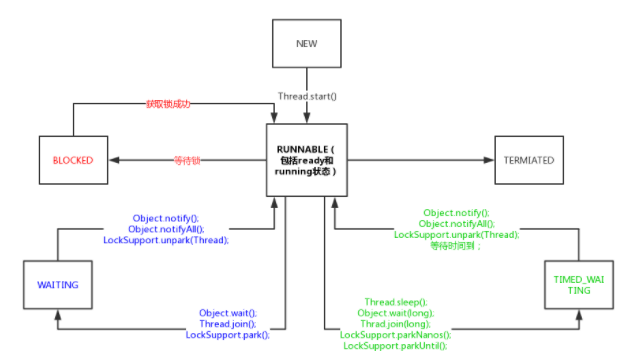 NEW
Thread.start()
获取锁成功
BLOCKED
等待锁
RUNNABLE（
包括ready和
running状态）
TERMIATED
Object.notify();
Object.notifyAll();
LockSupport.unpark(Thread);
Object.notify();
Object.notifyAll();
LockSupport.unpark(Thread);
等待时间到；
WAITING
TIMED_WAI
TING
Object.wait();
Thread.join();
LockSupport.park();
Thread.sleep();
Object.wait(long);
Thrad.join(long);
LockSupport.parkNanos();
LockSupport.parkUntil();